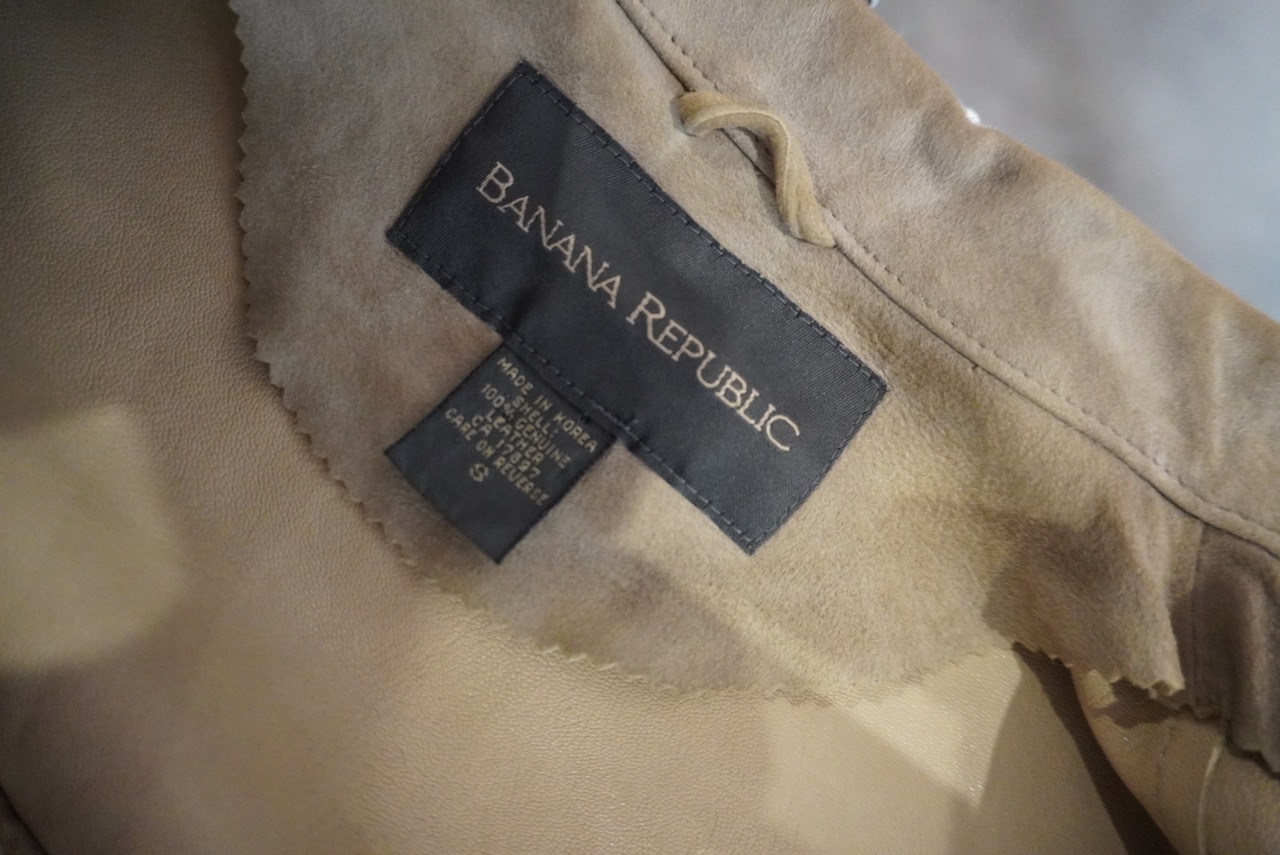 BANANA REPUBLIC
MADE IN KOREA
SHELL
100% GENUINE
LEATHER
CA 17897
CARE ON REVERSE
S